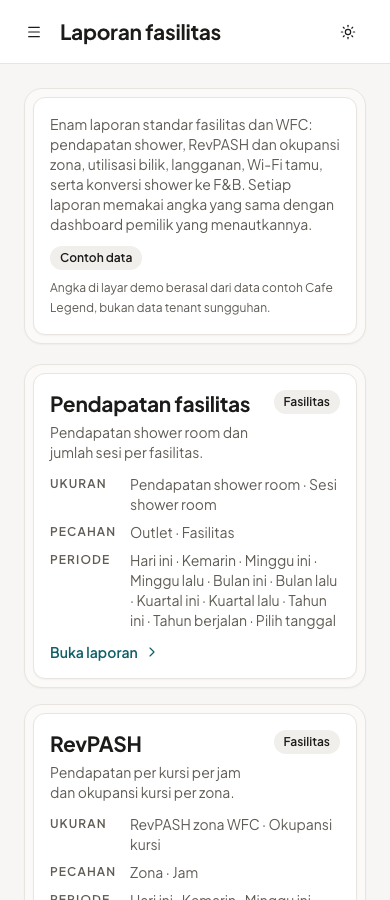 Laporan fasilitas
Enam laporan standar fasilitas dan WFC:
pendapatan shower, RevPASH dan okupansi
zona, utilisasi bilik, langganan, Wi-Fi tamu,
serta konversi shower ke F&B. Setiap
laporan memakai angka yang sama dengan
dashboard pemilik yang menautkannya.
Contoh data
Angka di layar demo berasal dari data contoh Cafe
Legend, bukan data tenant sungguhan.
Pendapatan fasilitas
Fasilitas
Pendapatan shower room dan
jumlah sesi per fasilitas.
UKURAN Pendapatan shower room · Sesi
shower room
PECAHAN Outlet · Fasilitas
PERIODE Hari ini · Kemarin · Minggu ini ·
Minggu lalu · Bulan ini · Bulan lalu
· Kuartal ini · Kuartal lalu · Tahun
ini · Tahun berjalan · Pilih tanggal
Buka laporan
RevPASH
Fasilitas
Pendapatan per kursi per jam
dan okupansi kursi per zona.
UKURAN RevPASH zona WFC · Okupansi
kursi
PECAHAN Zona · Jam
PERIODE Hari ini · Kemarin · Minggu ini ·